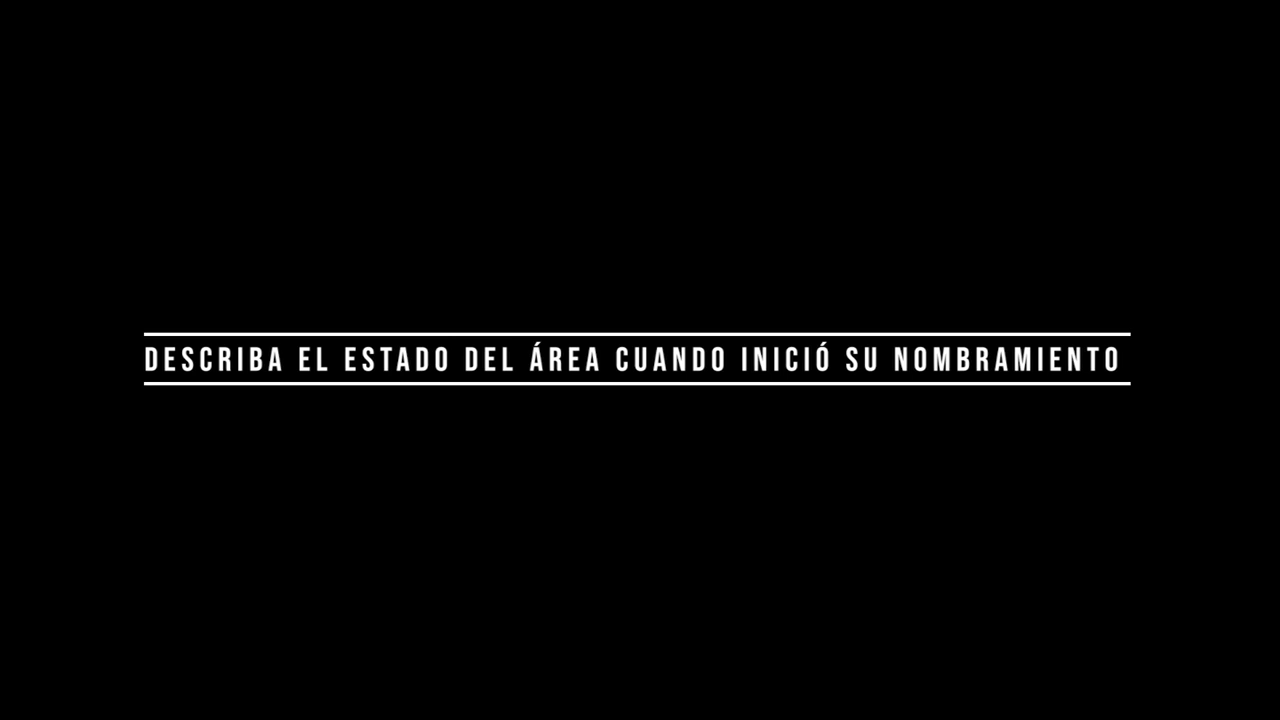 DESCRIBA EL ESTADO DEL ÁREA CUANDO INICIÓ SU NOMBRAMIENTO